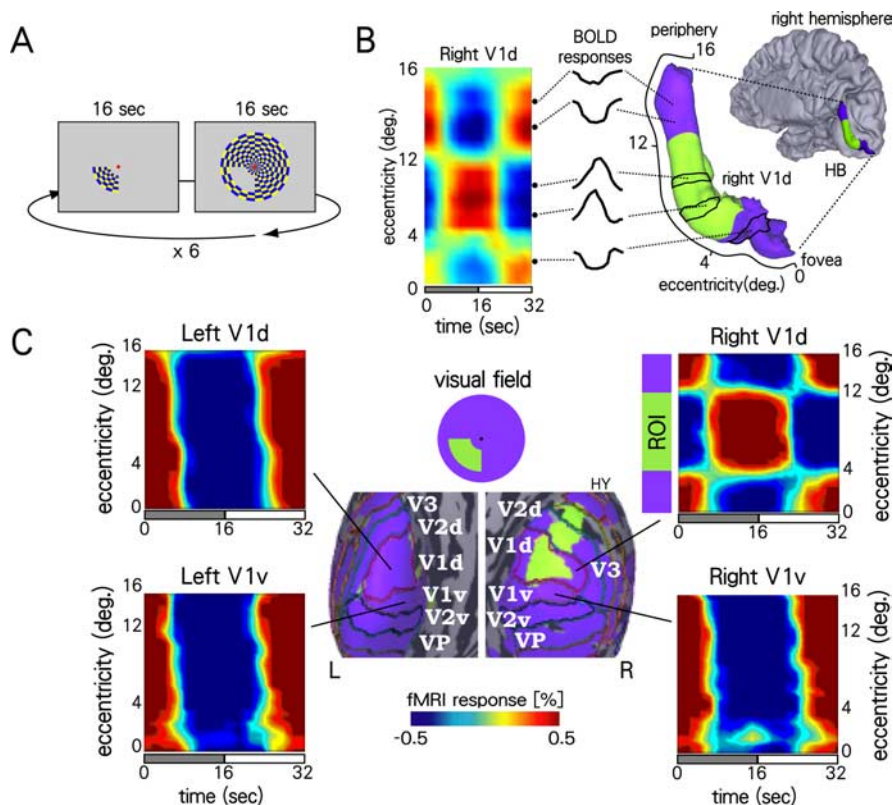 A
16 sec
16 sec
x 6
B
Right V1d
BOLD
responses
periphery
16
right hemisphere
eccentricity (deg.)
16
12
4
0
0
16
32
time (sec)
12
right V1d
HB
4
fovea
0
eccentricity(deg.)
C
Left V1d
eccentricity (deg.)
16
12
4
0
0
16
32
visual field
Right V1d
ROI
16
12
4
0
eccentricity (deg.)
0
16
32
HY
V3
V2d
V1d
V1v
V2v
VP
V2d
V1d
V3
V1v
V2v
VP
L
R
Left V1v
eccentricity (deg.)
16
12
4
0
0
16
32
time (sec)
fMRI response [%]
-0.5
0.5
Right V1v
16
12
4
0
eccentricity (deg.)
0
16
32
time (sec)